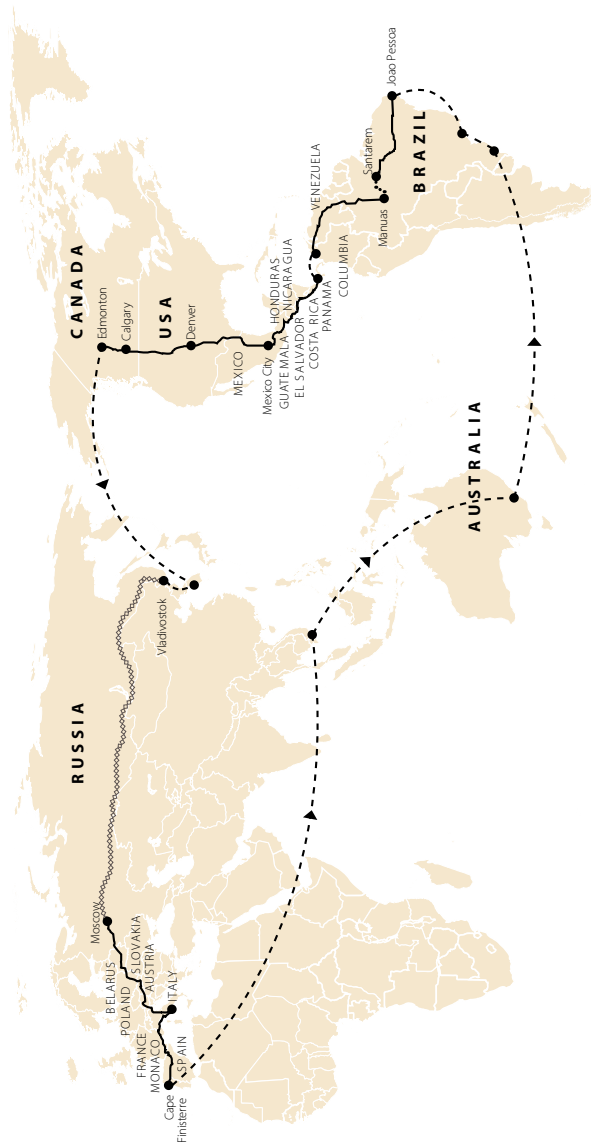 CANADA
Edmonton
Calgary
USA
Denver
MEXICO
Mexico City
GUATEMALA
HONDURAS
EL SALVADOR
NICARAGUA
COSTA RICA
PANAMA
COLUMBIA
VENEZUELA
Manuas
Santarem
BRAZIL
Joao Pessoa
RUSSIA
Moscow
Vladivostok
BELARUS
POLAND
SLOVAKIA
AUSTRIA
FRANCE
MONACO
ITALY
SPAIN
Cape
Finisterre
AUSTRALIA